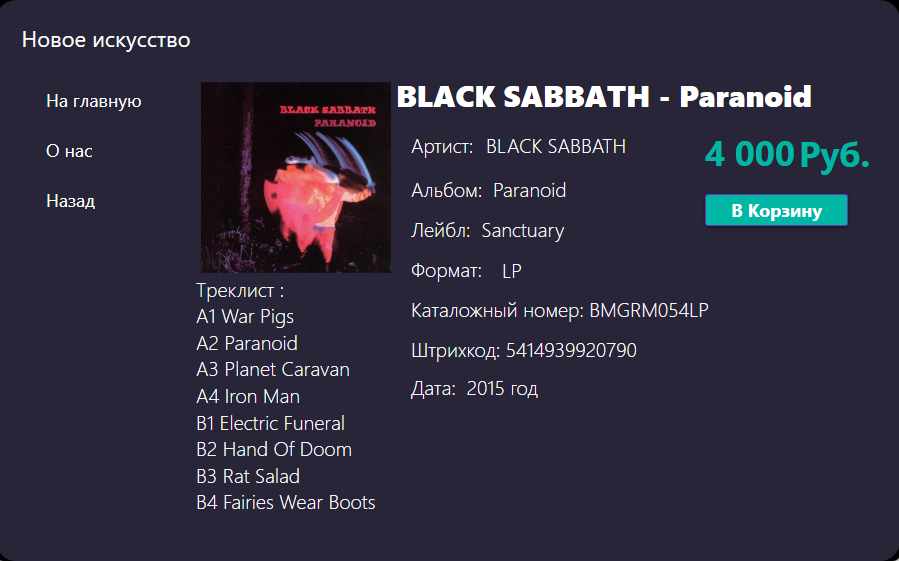 Новое искусство
На главную
О нас
Назад
BLACK SABBATH
PARANOID
BLACK SABBATH - Paranoid
Артист: BLACK SABBATH
Альбом: Paranoid
Лейбл: Sanctuary
Формат: LP
Каталожный номер: BMGRM054LP
Штрихкод: 5414939920790
Дата: 2015 год
4 000 Руб.
В Корзину
Треклист :
A1 War Pigs
A2 Paranoid
A3 Planet Caravan
A4 Iron Man
B1 Electric Funeral
B2 Hand Of Doom
B3 Rat Salad
B4 Fairies Wear Boots